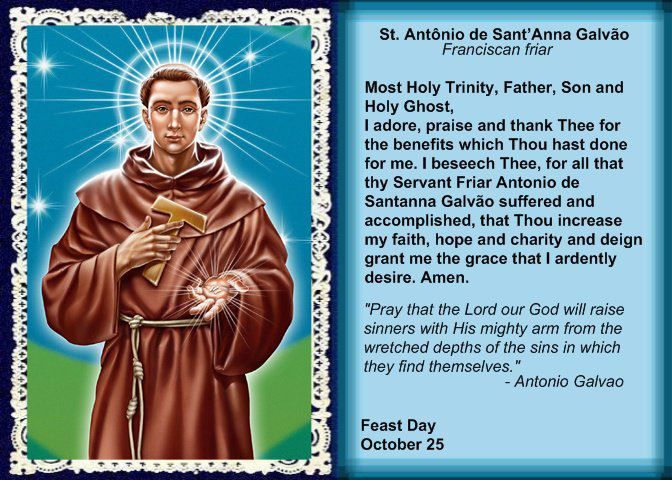 St. Antônio de Sant’Anna Galvão
Franciscan friar
Most Holy Trinity, Father, Son and
Holy Ghost,
I adore, praise and thank Thee for
the benefits which Thou hast done
for me. I beseech Thee, for all that
thy Servant Friar Antonio de
Santanna Galvão suffered and
accomplished, that Thou increase
my faith, hope and charity and deign
grant me the grace that I ardently
desire. Amen.
"Pray that the Lord our God will raise
sinners with His mighty arm from the
wretched depths of the sins in which
they find themselves."
- Antonio Galvao
Feast Day
October 25